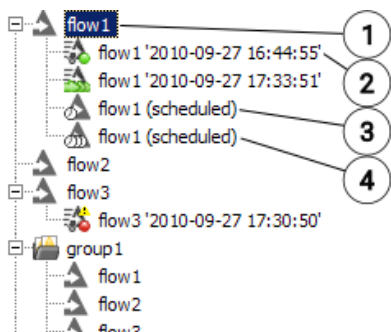 flow1
1
flow1 '2010-09-27 16:44:55'
2
flow1 '2010-09-27 17:33:51'
flow1 (scheduled)
3
flow1 (scheduled)
4
flow2
flow3
flow3 '2010-09-27 17:30:50'
group1
flow1
flow2
flow3